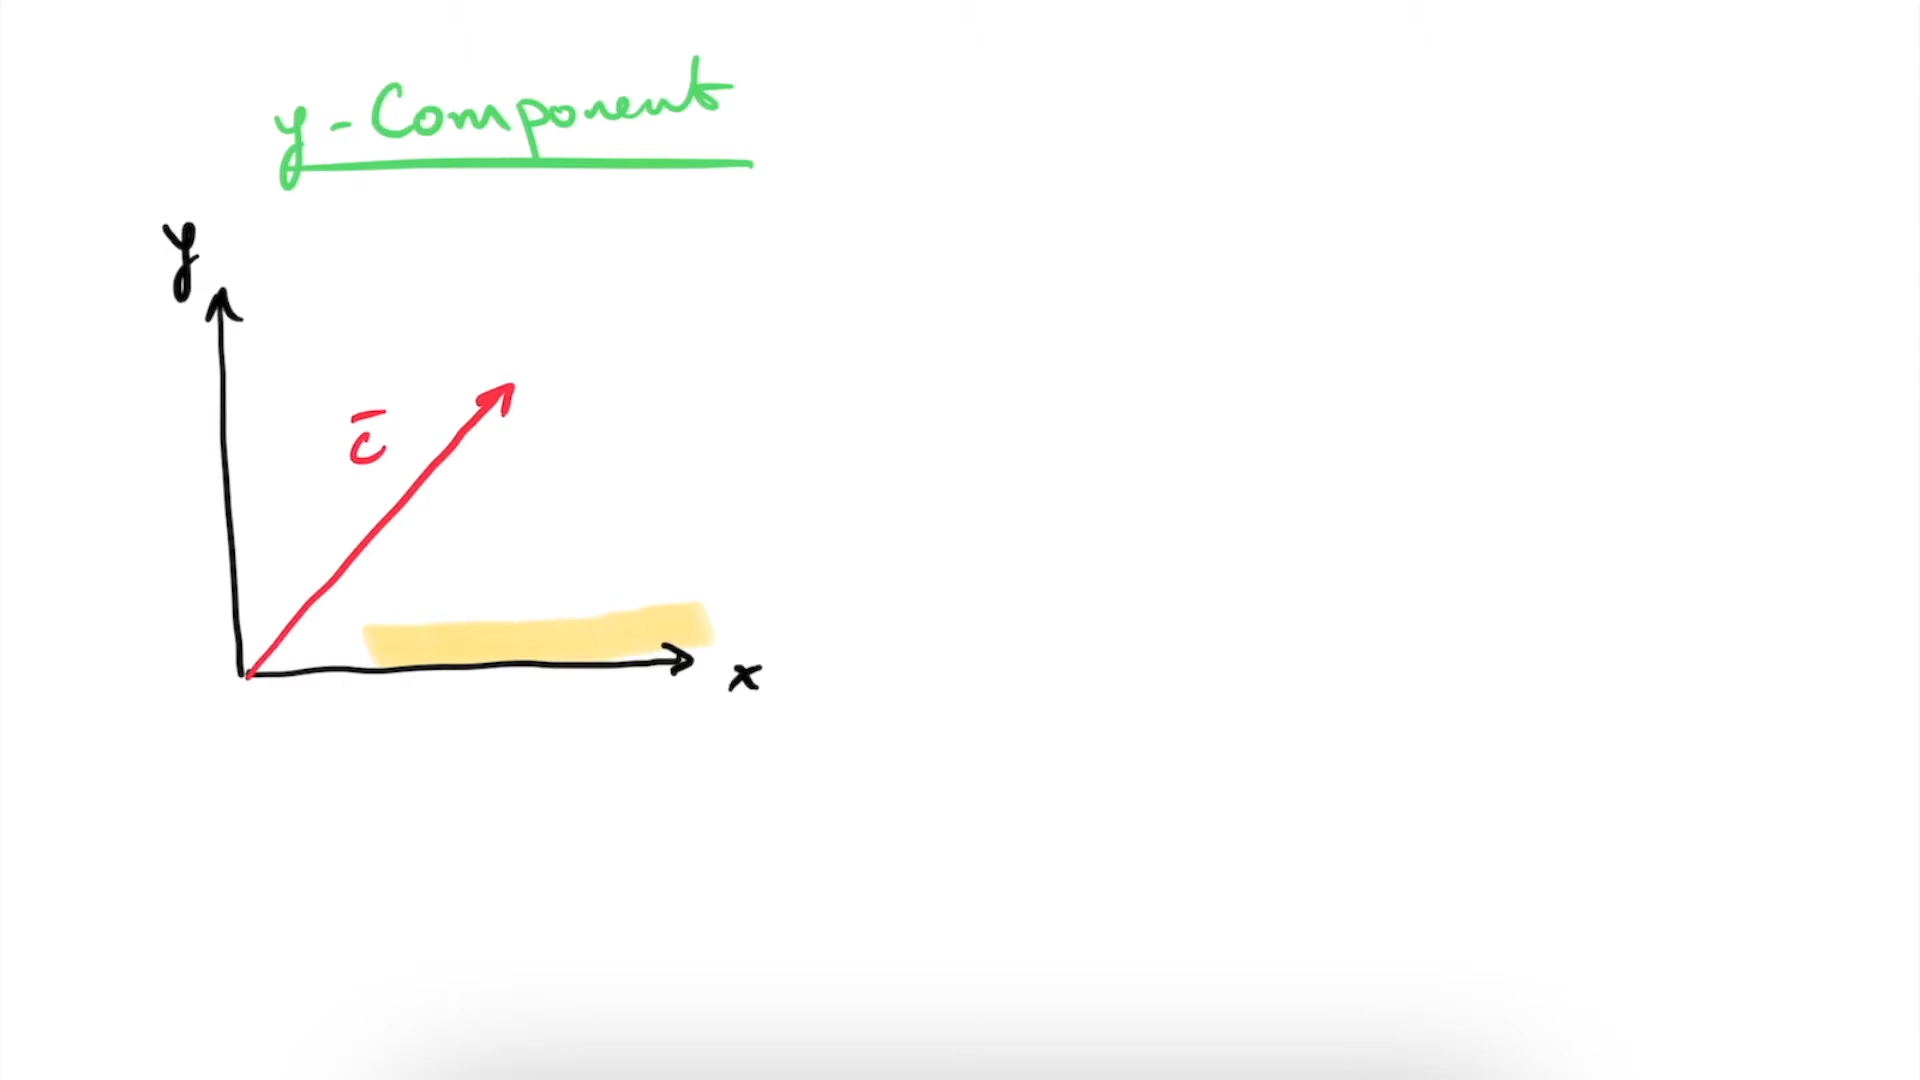 y-Component
y
c̄
x